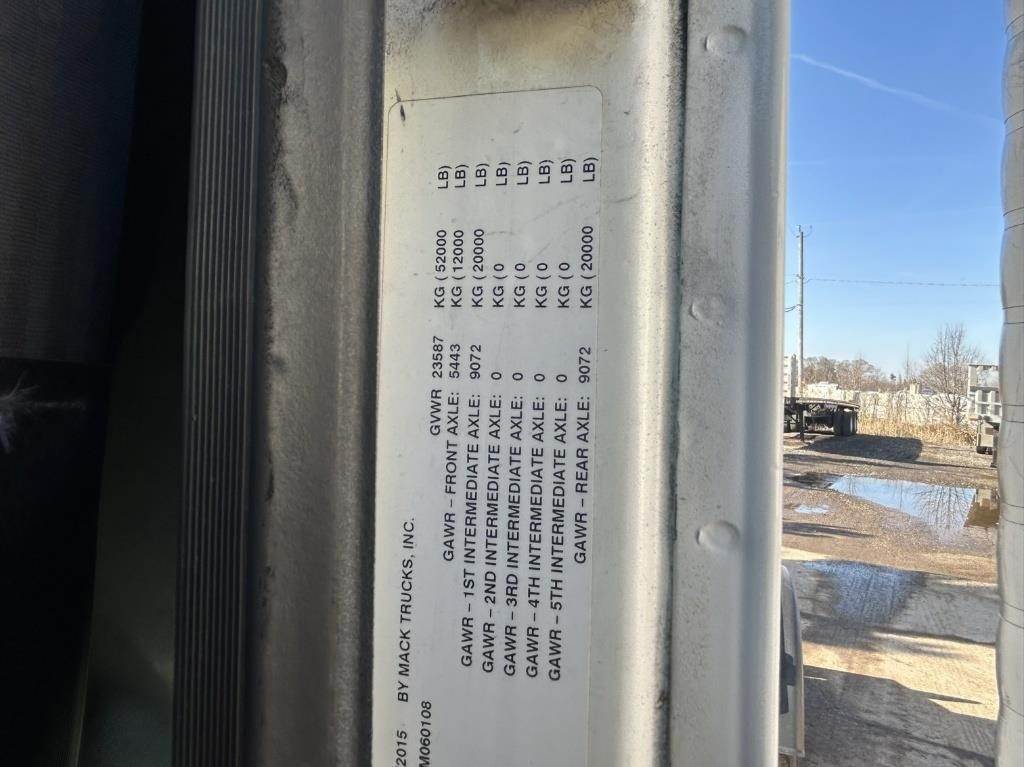 2015 BY MACK TRUCKS, INC.
M060108
GVWR 23587 KG ( 52000 LB)
GAWR – FRONT AXLE: 5443 KG ( 12000 LB)
GAWR – 1ST INTERMEDIATE AXLE: 9072 KG ( 20000 LB)
GAWR – 2ND INTERMEDIATE AXLE: 0 KG ( 0 LB)
GAWR – 3RD INTERMEDIATE AXLE: 0 KG ( 0 LB)
GAWR – 4TH INTERMEDIATE AXLE: 0 KG ( 0 LB)
GAWR – 5TH INTERMEDIATE AXLE: 0 KG ( 0 LB)
GAWR – REAR AXLE: 9072 KG ( 20000 LB)